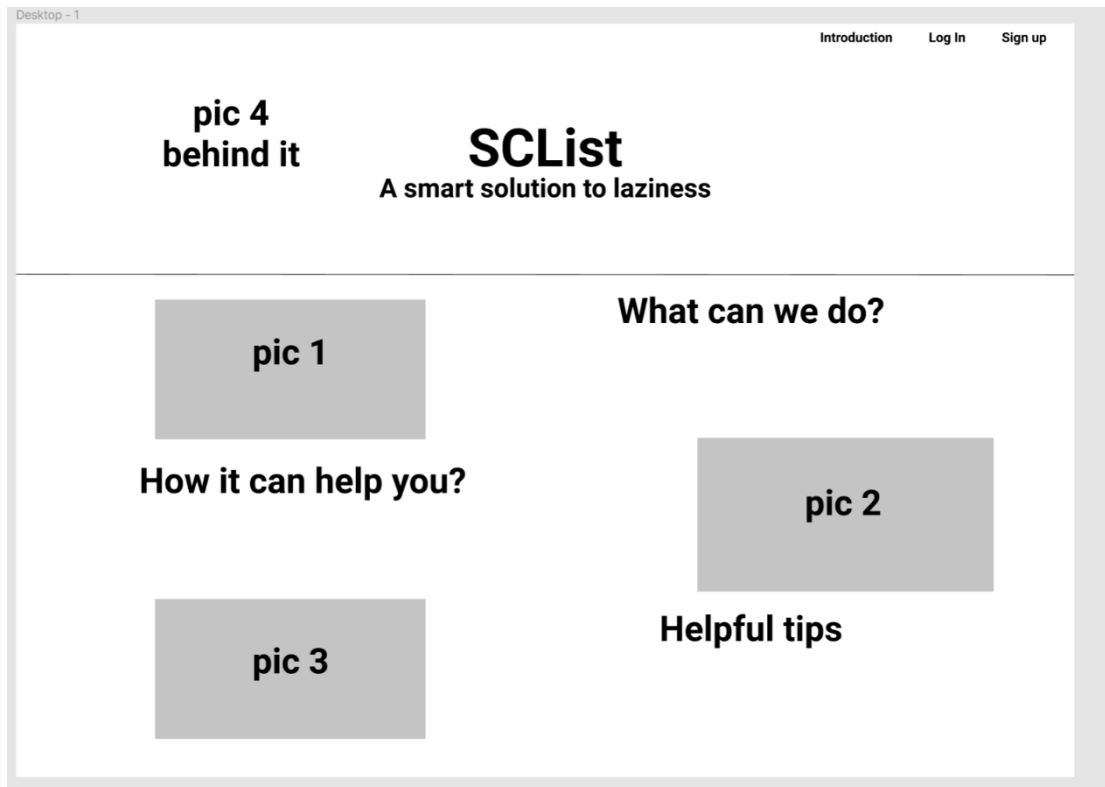 Desktop - 1
Introduction Log In Sign up
pic 4
behind it
SCList
A smart solution to laziness
pic 1
What can we do?
How it can help you?
pic 2
pic 3
Helpful tips